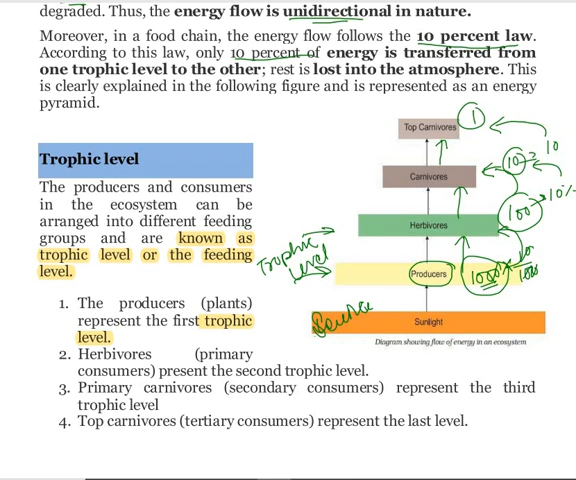 degraded. Thus, the energy flow is unidirectional in nature.
Moreover, in a food chain, the energy flow follows the 10 percent law.
According to this law, only 10 percent of energy is transferred from
one trophic level to the other; rest is lost into the atmosphere. This
is clearly explained in the following figure and is represented as an energy
pyramid.
Trophic level
The producers and consumers
in the ecosystem can be
arranged into different feeding
groups and are known as
trophic level or the feeding
level.
1. The producers (plants)
represent the first trophic
level.
2. Herbivores (primary
consumers) present the second trophic level.
3. Primary carnivores (secondary consumers) represent the third
trophic level
4. Top carnivores (tertiary consumers) represent the last level.
Top Carnivores
1
Carnivores
10
10
Herbivores
100
10%
Trophic
Level
Producers
1000
10
100
Source
Sunlight
Diagram showing flow of energy in an ecosystem